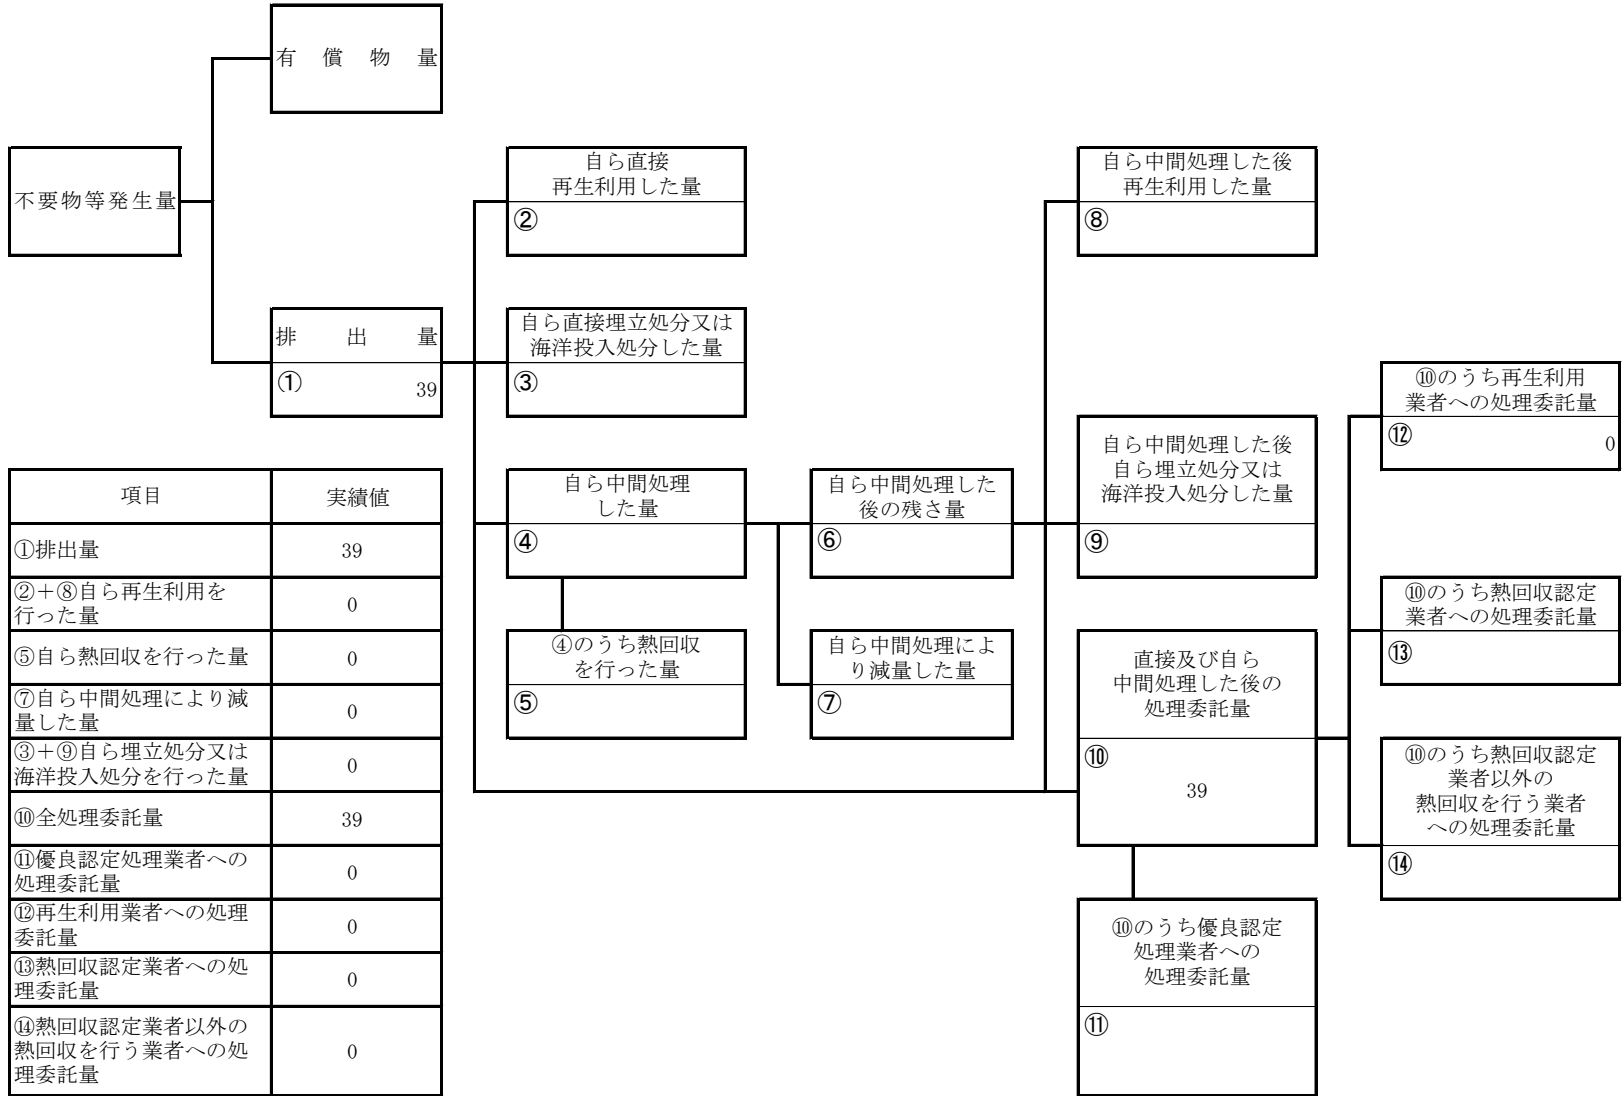 有償物量
不要物等発生量
自ら直接
再生利用した量
②
自ら中間処理した後
再生利用した量
⑧
排出量
①
39
自ら直接埋立処分又は
海洋投入処分した量
③
⑩のうち再生利用
業者への処理委託量
⑫
0
自ら中間処理
した量
④
自ら中間処理した
後の残さ量
⑥
自ら中間処理した後
自ら埋立処分又は
海洋投入処分した量
⑨
④のうち熱回収
を行った量
⑤
自ら中間処理によ
り減量した量
⑦
直接及び自ら
中間処理した後の
処理委託量
⑩
39
⑩のうち熱回収認定
業者への処理委託量
⑬
⑩のうち熱回収認定
業者以外の
熱回収を行う業者
への処理委託量
⑭
⑩のうち優良認定
処理業者への
処理委託量
⑪
項目 実績値
①排出量 39
②+⑧自ら再生利用を
行った量 0
⑤自ら熱回収を行った量 0
⑦自ら中間処理により減
量した量 0
③+⑨自ら埋立処分又は
海洋投入処分を行った量 0
⑩全処理委託量 39
⑪優良認定処理業者への
処理委託量 0
⑫再生利用業者への処理
委託量 0
⑬熱回収認定業者への処
理委託量 0
⑭熱回収認定業者以外の
熱回収を行う業者への処
理委託量 0